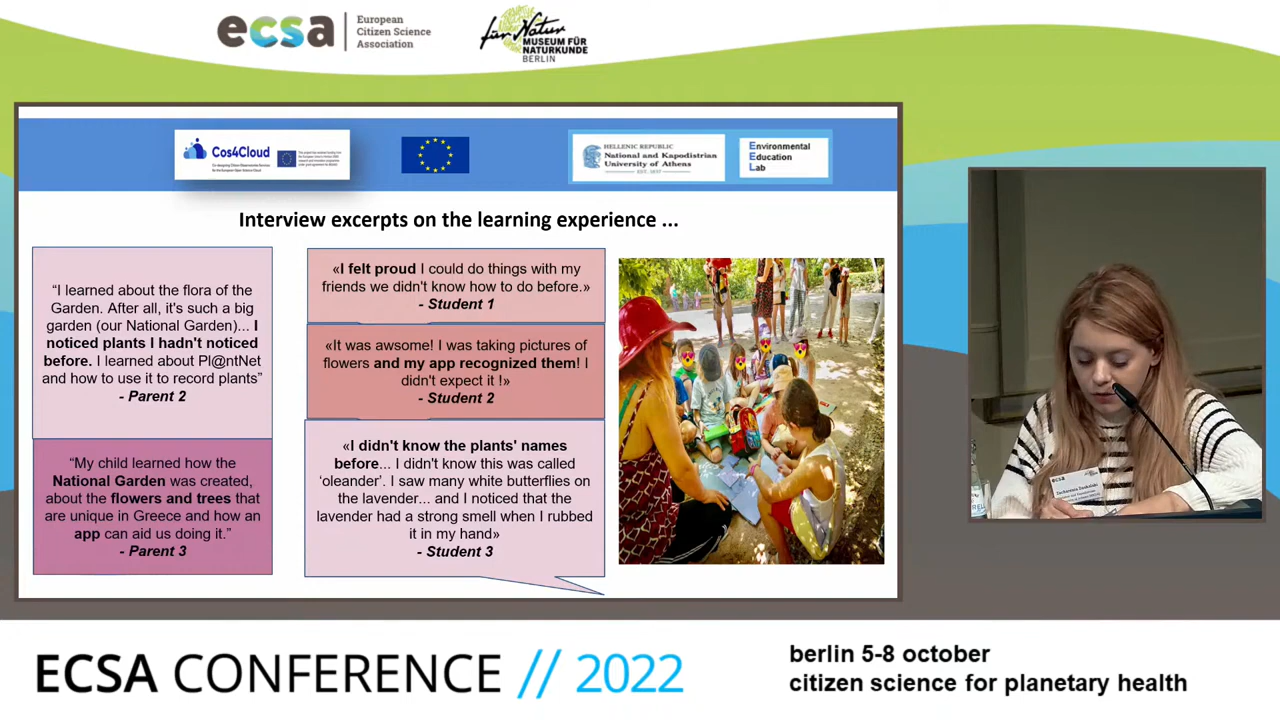 ecsa
European
Citizen Science
Association
für Natur
MUSEUM FÜR
NATURKUNDE
BERLIN
Cos4Cloud
HELLENIC REPUBLIC
National and Kapodistrian
University of Athens
EST. 1837
Environmental
Education
Lab
Interview excerpts on the learning experience ...
“I learned about the flora of the
Garden. After all, it's such a big
garden (our National Garden)... I
noticed plants I hadn't noticed
before. I learned about Pl@ntNet
and how to use it to record plants”
- Parent 2
“My child learned how the
National Garden was created,
about the flowers and trees that
are unique in Greece and how an
app can aid us doing it.”
- Parent 3
«I felt proud I could do things with my
friends we didn't know how to do before.»
- Student 1
«It was awsome! I was taking pictures of
flowers and my app recognized them! I
didn't expect it !»
- Student 2
«I didn't know the plants' names
before... I didn't know this was called
‘oleander’. I saw many white butterflies on
the lavender... and I noticed that the
lavender had a strong smell when I rubbed
it in my hand»
- Student 3
ecsa
ECSA CONFERENCE // 2022
berlin 5-8 october
citizen science for planetary health